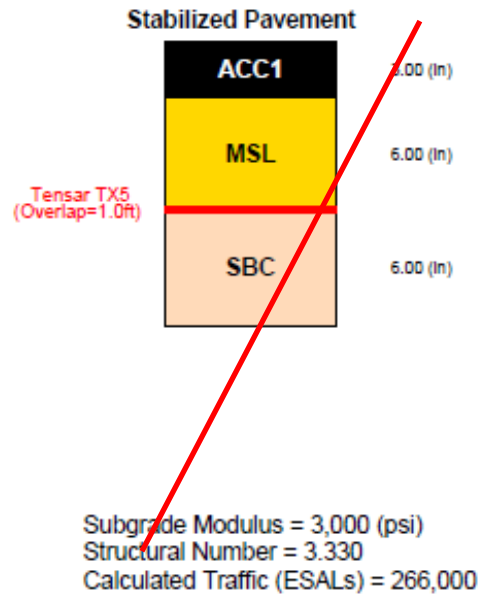 Stabilized Pavement
ACC1
3.00 (in)
MSL
6.00 (in)
Tensar TX5
(Overlap=1.0ft)
SBC
6.00 (in)
Subgrade Modulus = 3,000 (psi)
Structural Number = 3.330
Calculated Traffic (ESALs) = 266,000